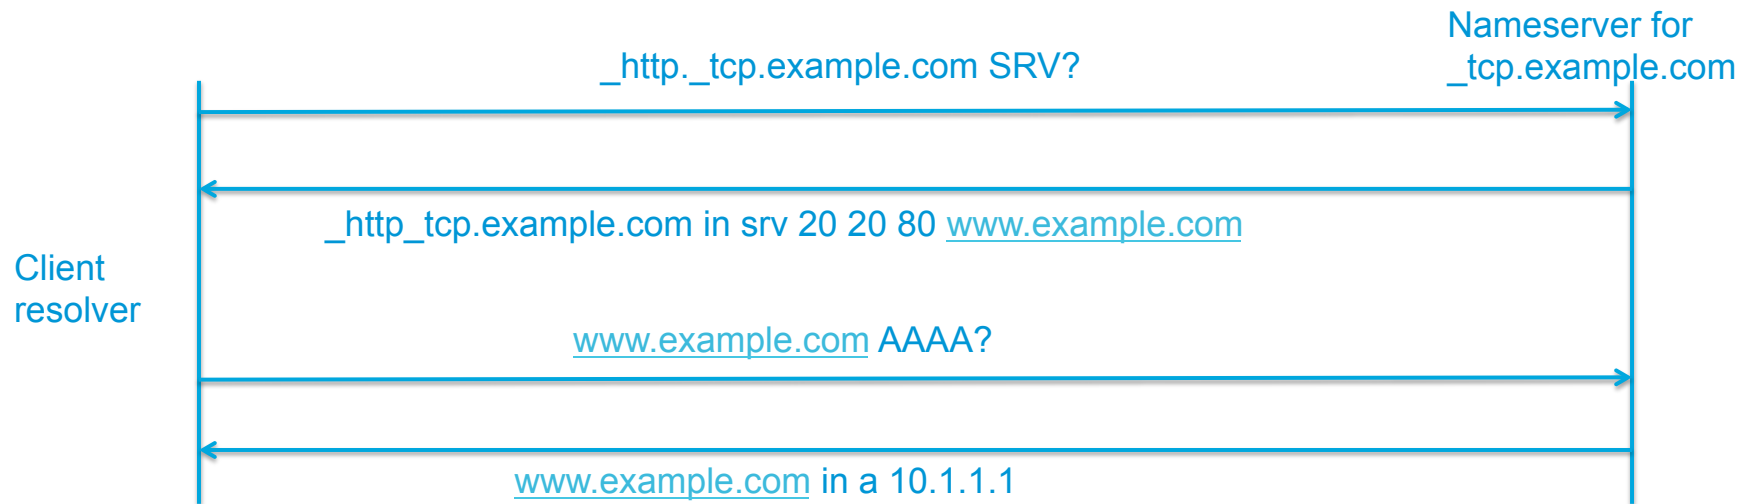 Nameserver for
_tcp.example.com
_http._tcp.example.com SRV?
_http_tcp.example.com in srv 20 20 80 www.example.com
Client
resolver
www.example.com AAAA?
www.example.com in a 10.1.1.1